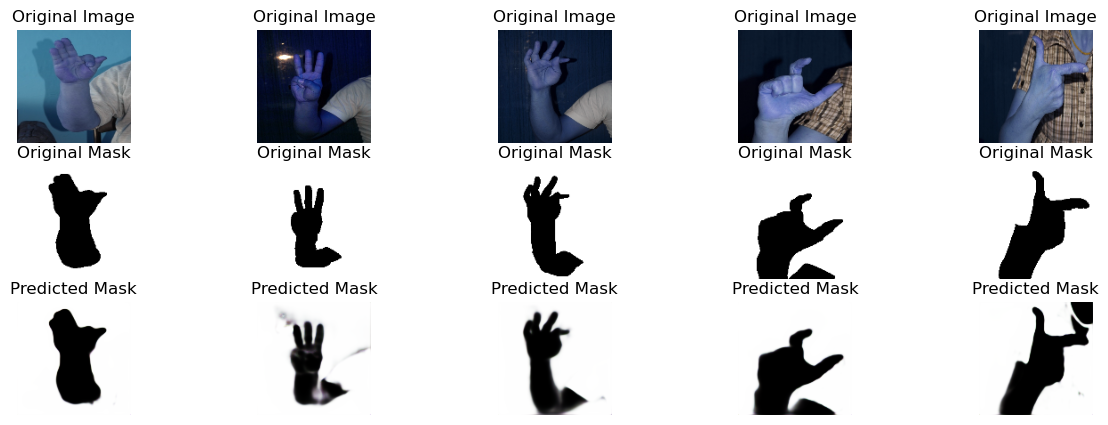 Original Image Original Image Original Image Original Image Original Image
Original Mask Original Mask Original Mask Original Mask Original Mask
Predicted Mask Predicted Mask Predicted Mask Predicted Mask Predicted Mask